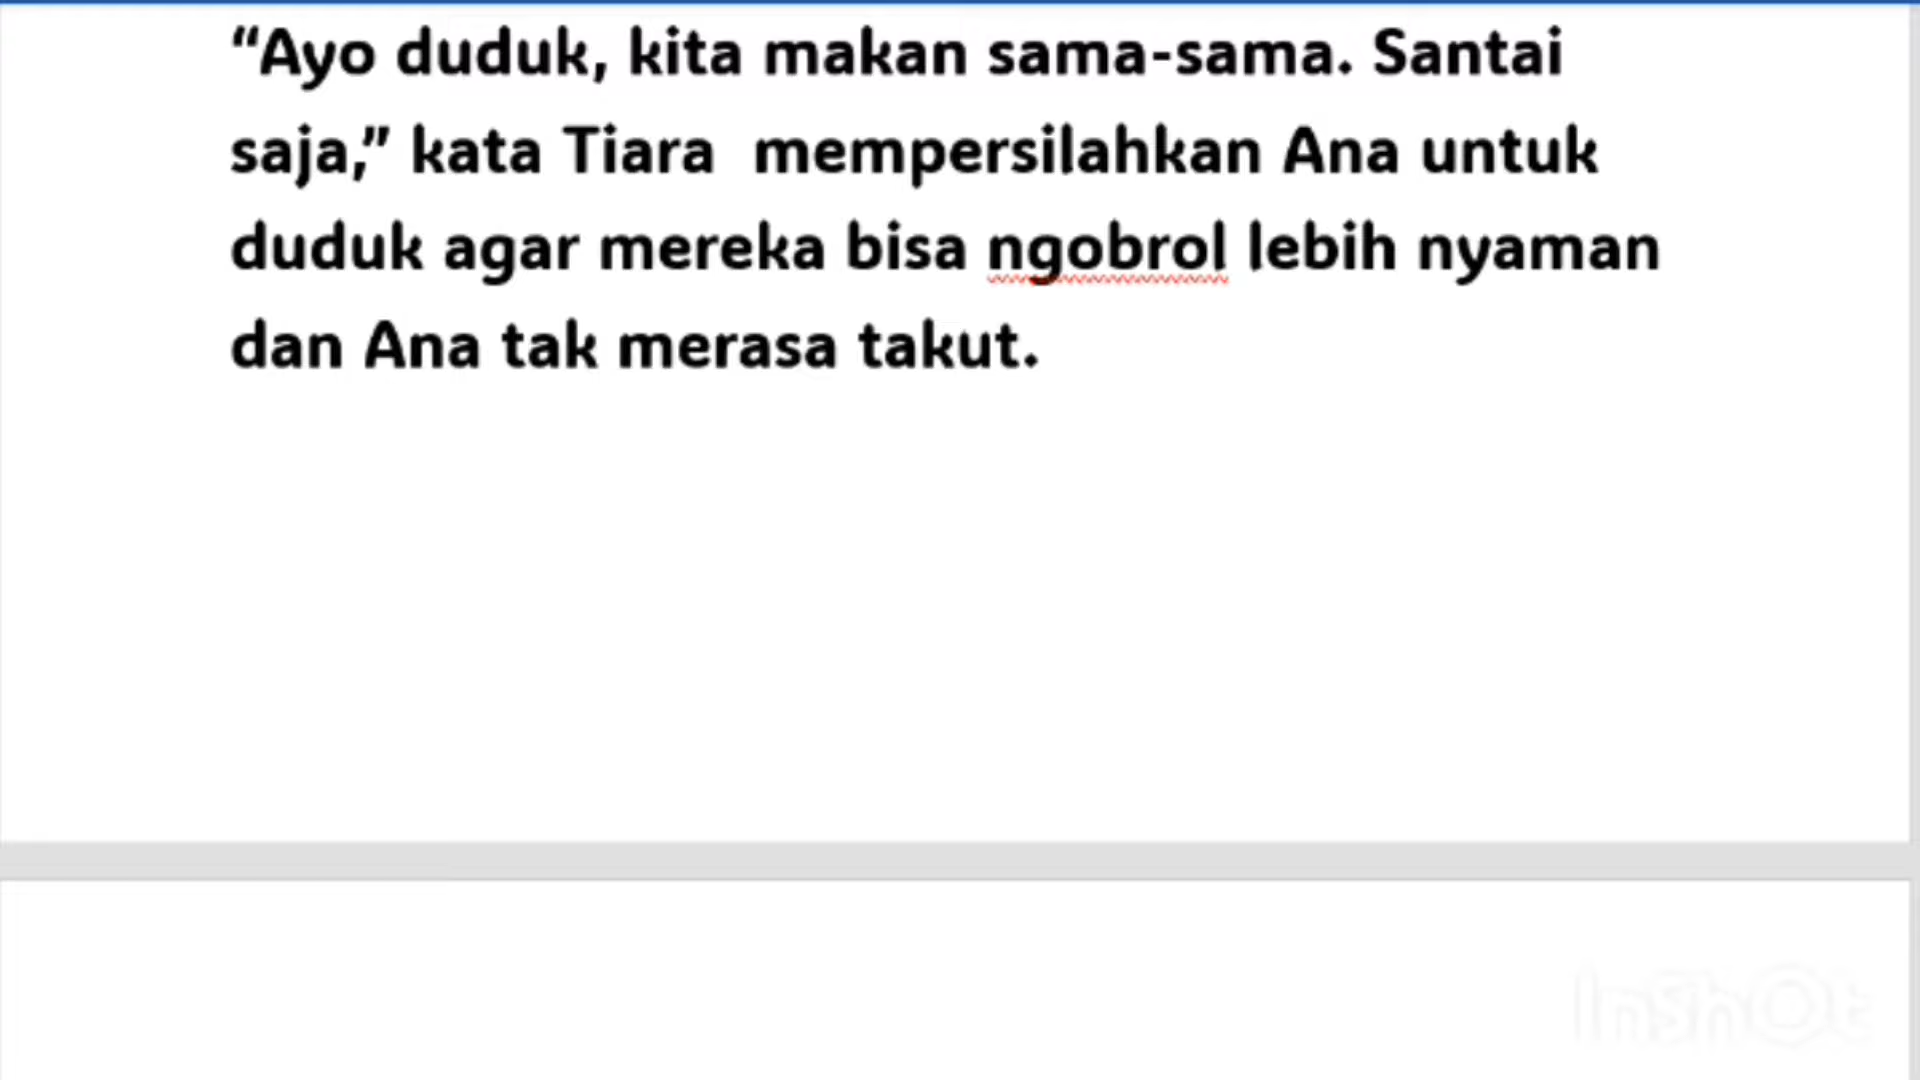 “Ayo duduk, kita makan sama-sama. Santai
saja,” kata Tiara  mempersilahkan Ana untuk
duduk agar mereka bisa ngobrol lebih nyaman
dan Ana tak merasa takut.
InShOt